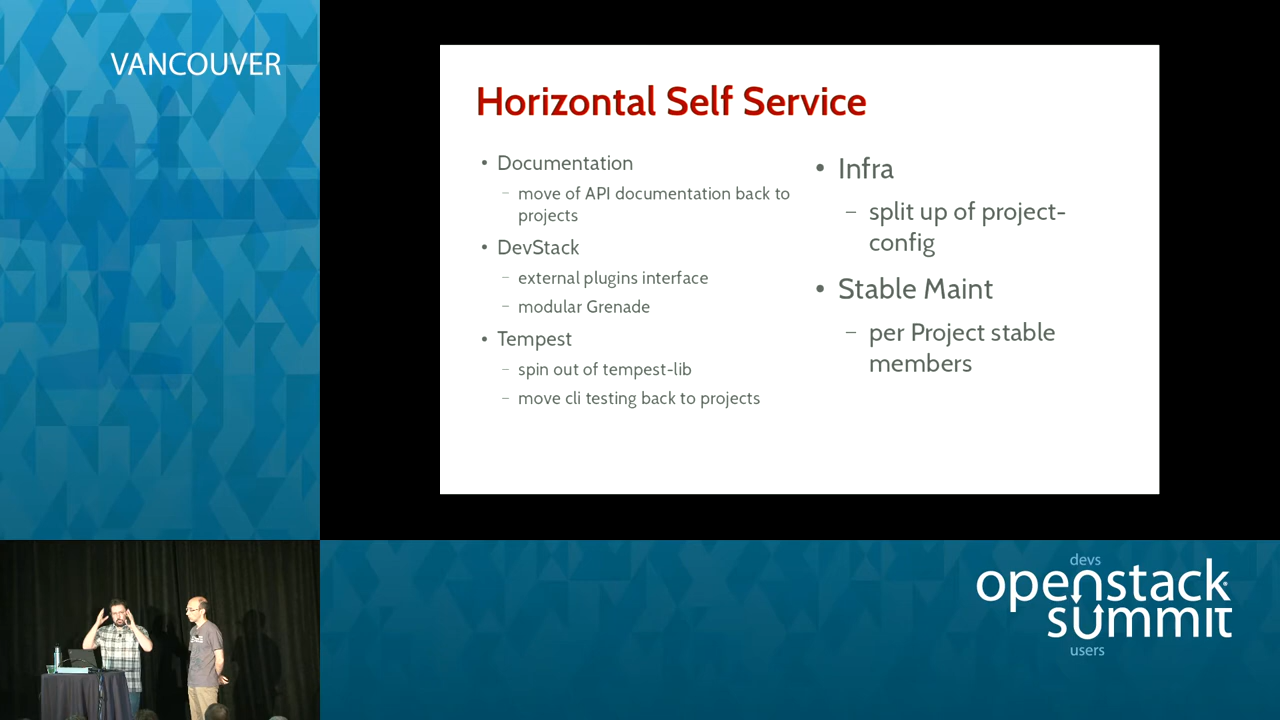 VANCOUVER
Horizontal Self Service
• Documentation
– move of API documentation back to
projects
• DevStack
– external plugins interface
– modular Grenade
• Tempest
– spin out of tempest-lib
– move cli testing back to projects
• Infra
– split up of project-
config
• Stable Maint
– per Project stable
members
devs
openstack
summit
users